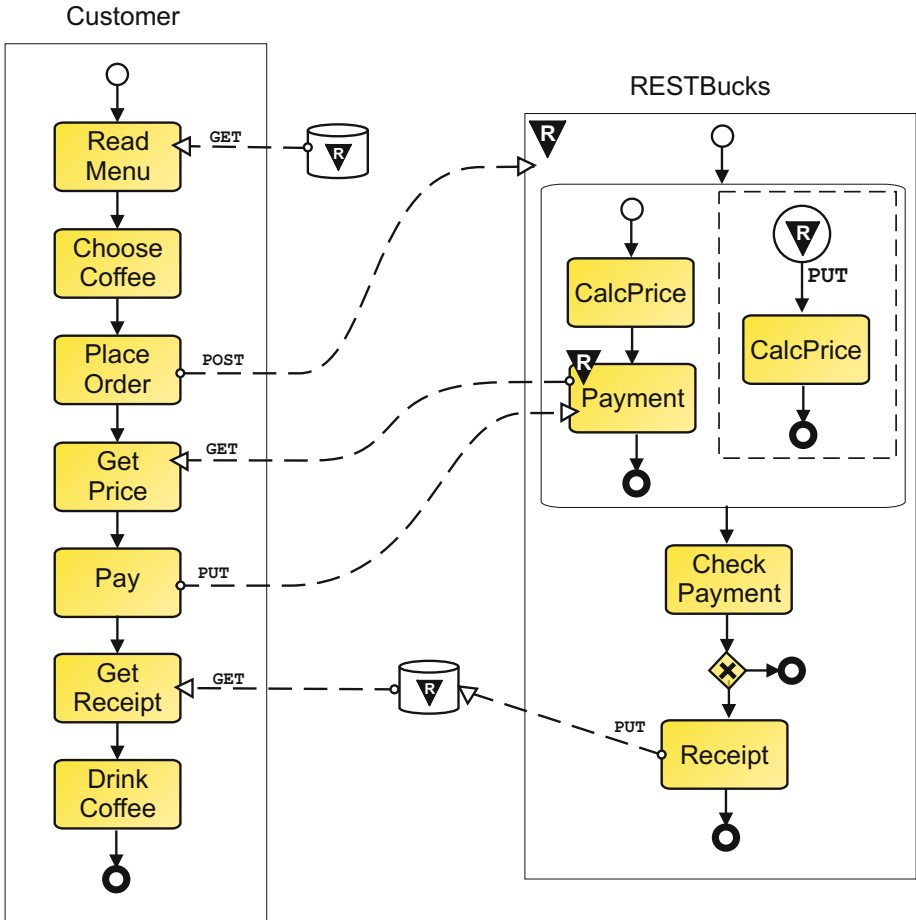 Customer
RESTBucks
Read
Menu
GET
R
R
Choose
Coffee
R
PUT
CalcPrice
CalcPrice
Place
Order
POST
R
Payment
Get
Price
GET
Pay
PUT
Check
Payment
Get
Receipt
GET
R
PUT
Receipt
Drink
Coffee